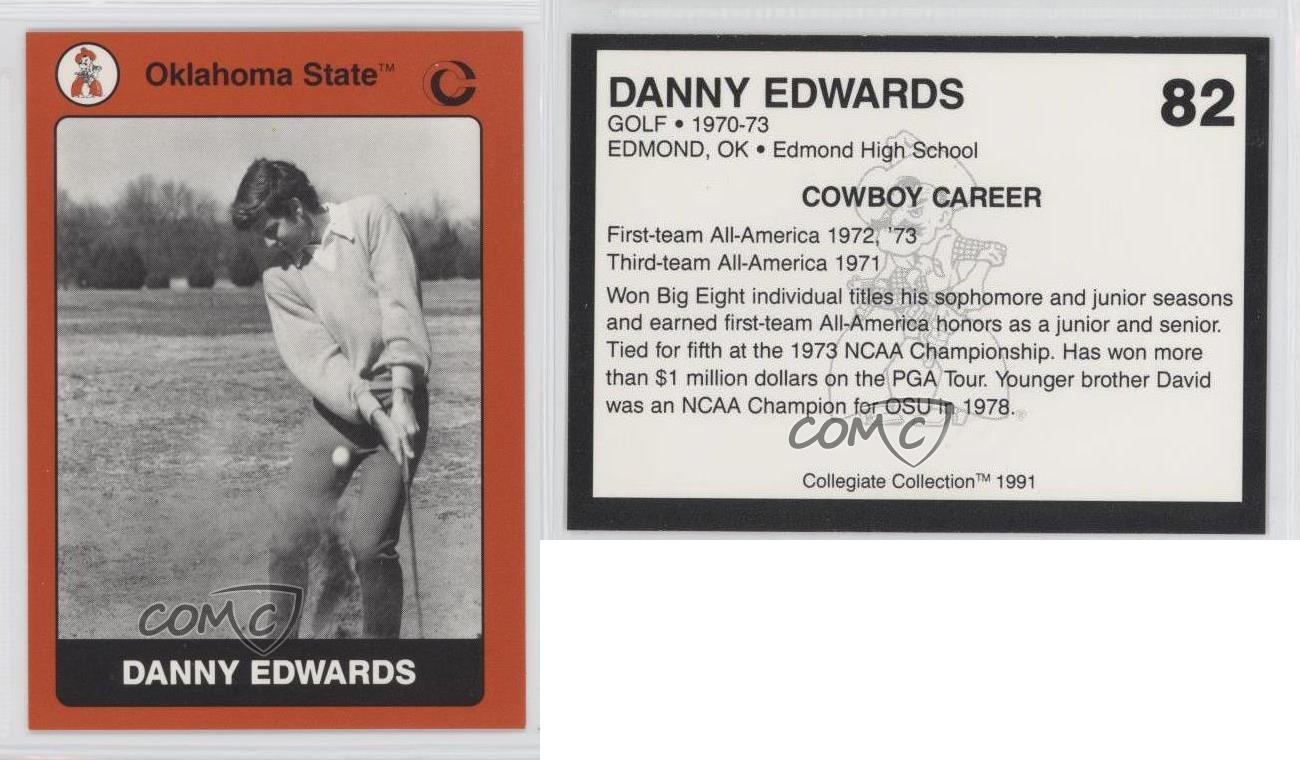 Oklahoma State™
COMC
DANNY EDWARDS
DANNY EDWARDS
82
GOLF • 1970-73
EDMOND, OK • Edmond High School
COWBOY CAREER
First-team All-America 1972, '73
Third-team All-America 1971
Won Big Eight individual titles his sophomore and junior seasons
and earned first-team All-America honors as a junior and senior.
Tied for fifth at the 1973 NCAA Championship. Has won more
than $1 million dollars on the PGA Tour. Younger brother David
was an NCAA Champion for OSU in 1978.
®
COMC
Collegiate Collection™ 1991